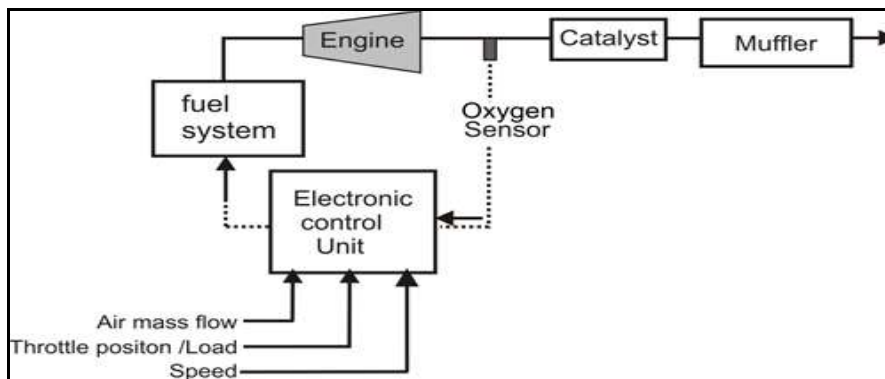 Engine
Catalyst
Muffler
fuel
system
Oxygen
Sensor
Electronic
control
Unit
Air mass flow
Throttle positon /Load
Speed